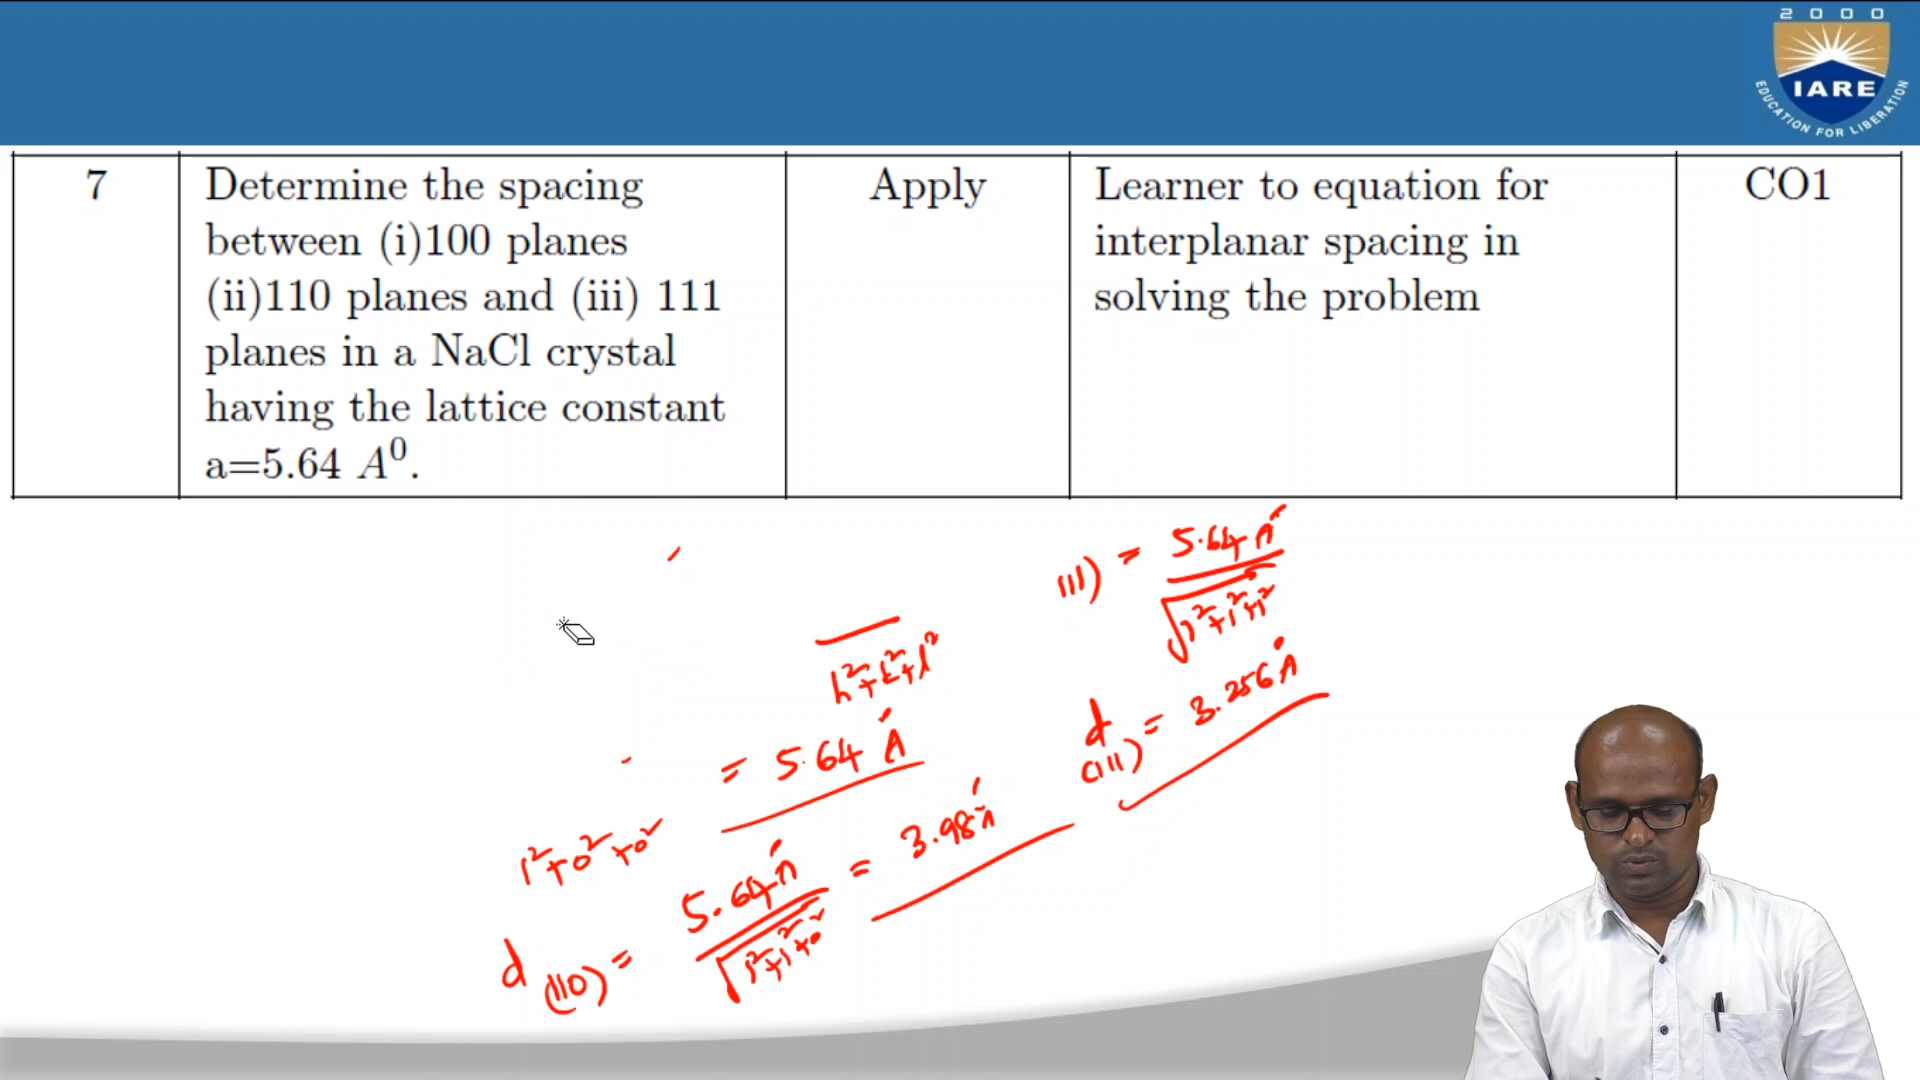 2000
IARE
EDUCATION FOR LIBERATION
7
Determine the spacing
between (i)100 planes
(ii)110 planes and (iii) 111
planes in a NaCl crystal
having the lattice constant
a=5.64 A⁰.
Apply
Learner to equation for
interplanar spacing in
solving the problem
CO1
h²+k²+l²
= 5.64 Å
1²+0²+0²
d(110) = 5.64Å / √1²+1²+0² = 3.98Å
111) = 5.64 Å / √1²+1²+1²
d(111) = 3.256Å